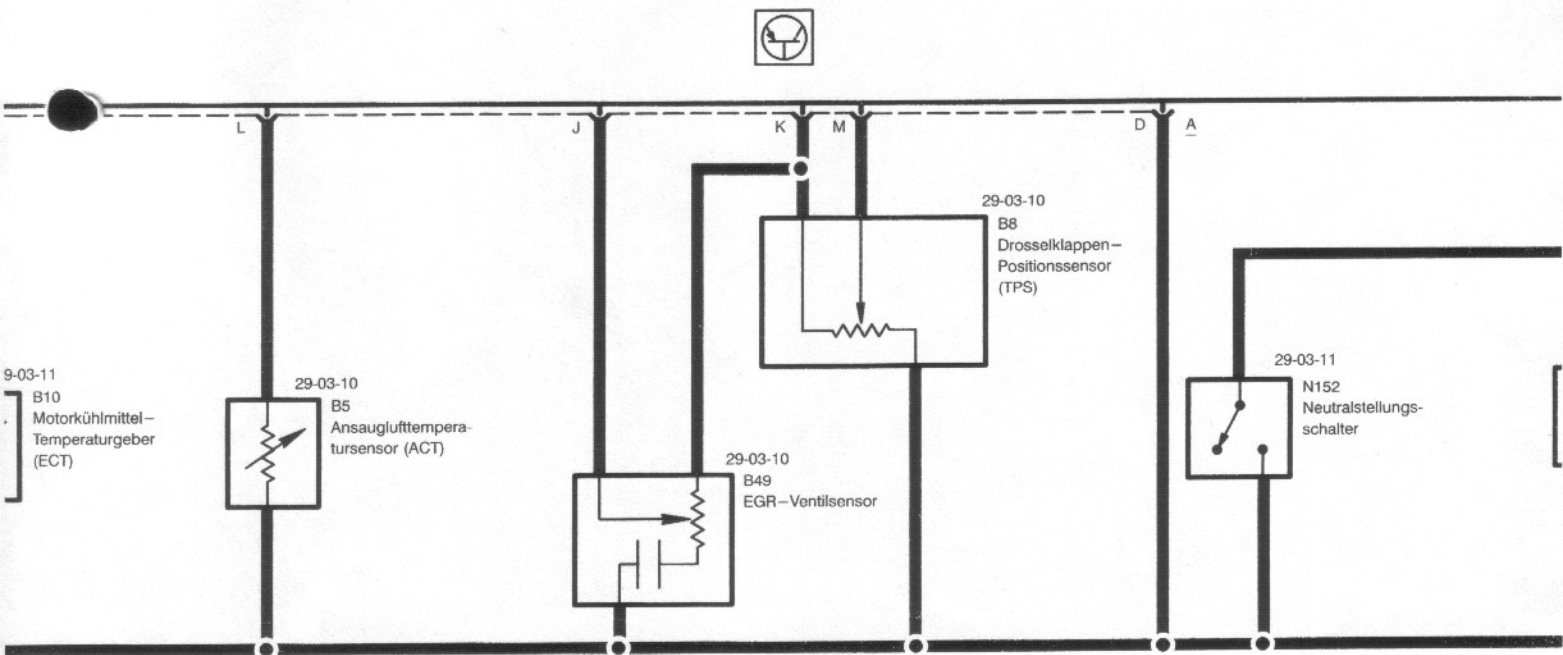 L
J
K
M
D
A
29-03-10
B8
Drosselklappen–
Positionssensor
(TPS)
9-03-11
B10
Motorkühlmittel–
Temperaturgeber
(ECT)
29-03-10
B5
Ansauglufttempera-
tursensor (ACT)
29-03-10
B49
EGR–Ventilsensor
29-03-11
N152
Neutralstellungs-
schalter